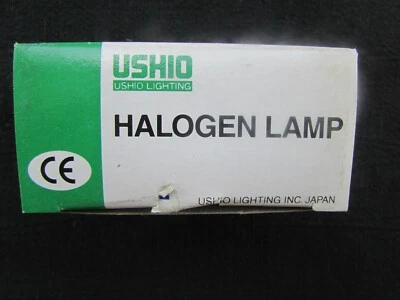 USHIO
USHIO LIGHTING
HALOGEN LAMP
CE
USHIO LIGHTING INC. JAPAN